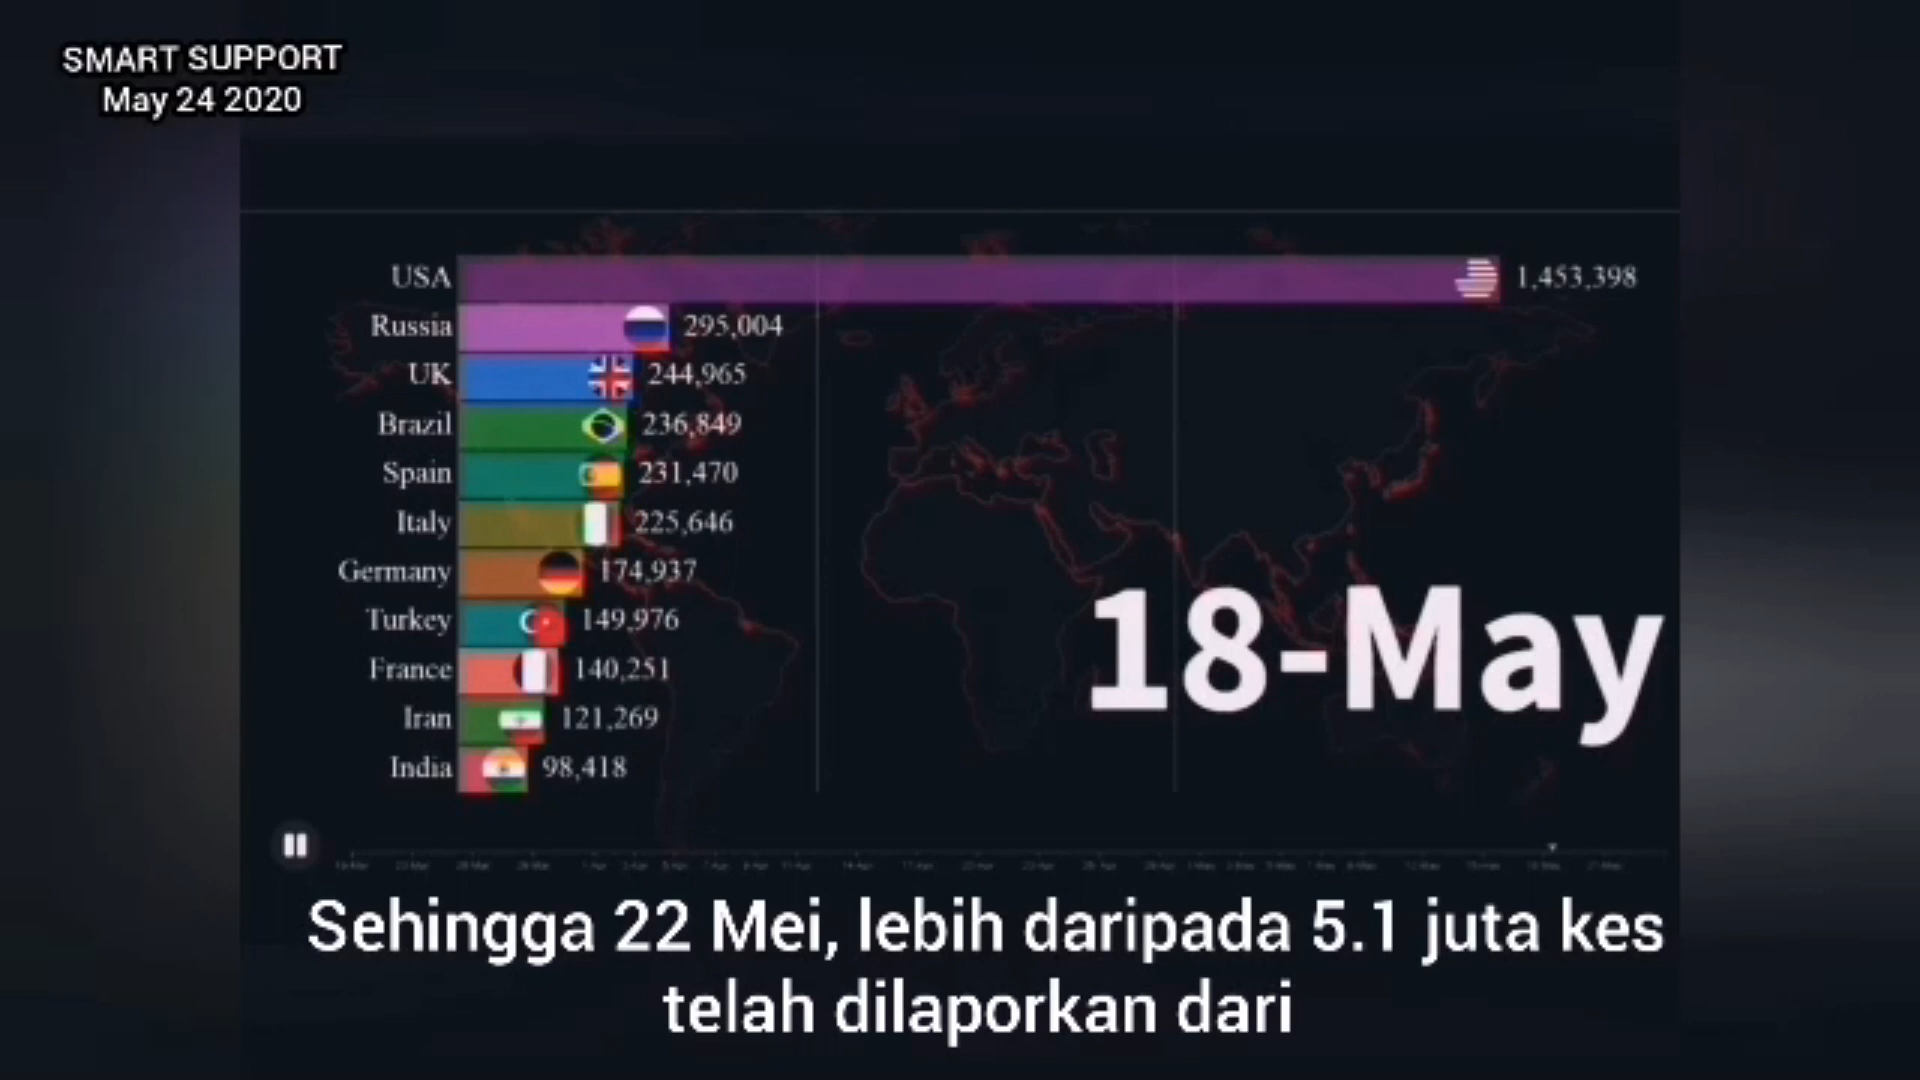 SMART SUPPORT
May 24 2020
USA 1,453,398
Russia 295,004
UK 244,965
Brazil 236,849
Spain 231,470
Italy 225,646
Germany 174,937
Turkey 149,976
France 140,251
Iran 121,269
India 98,418
18-May
Sehingga 22 Mei, lebih daripada 5.1 juta kes
telah dilaporkan dari